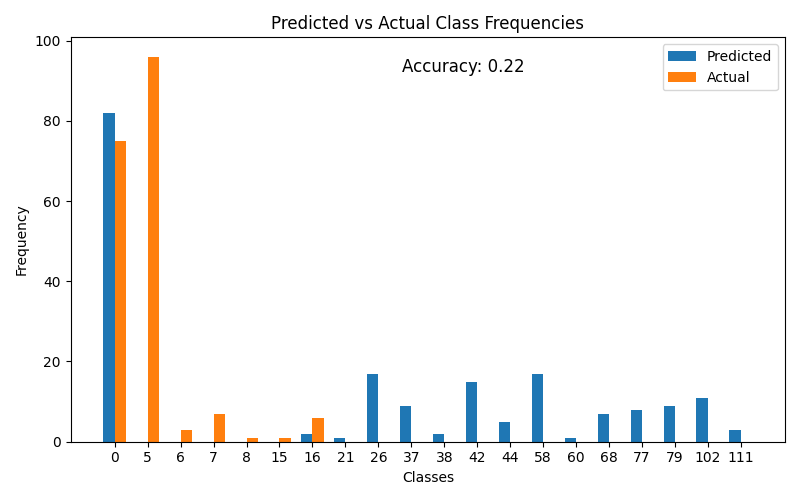 Predicted vs Actual Class Frequencies
100
Accuracy: 0.22
Predicted
Actual
80
60
40
20
0
Frequency
0 5 6 7 8 15 16 21 26 37 38 42 44 58 60 68 77 79 102 111
Classes